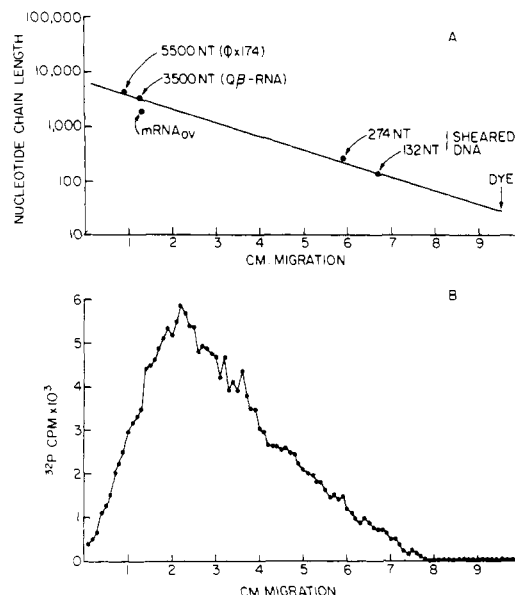 A
5500 NT (ΦX174)
3500 NT (Qβ-RNA)
mRNAOV
274 NT
132 NT
SHEARED
DNA
DYE
NUCLEOTIDE CHAIN LENGTH
100,000
10,000
1,000
100
10
1 2 3 4 5 6 7 8 9
CM. MIGRATION
B
32P CPM x 10³
6
5
4
3
2
1
0
1 2 3 4 5 6 7 8 9
CM MIGRATION